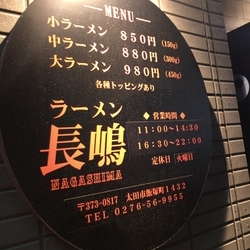 MENU
小ラーメン 850円(150g)
中ラーメン 880円(300g)
大ラーメン 980円(450g)
各種トッピングあり
ラーメン
長嶋
NAGASHIMA
◆ 営業時間 ◆
11:00~14:30
16:30~22:00
定休日 火曜日
〒373-0817 太田市飯塚町1432
TEL 0276-56-9955